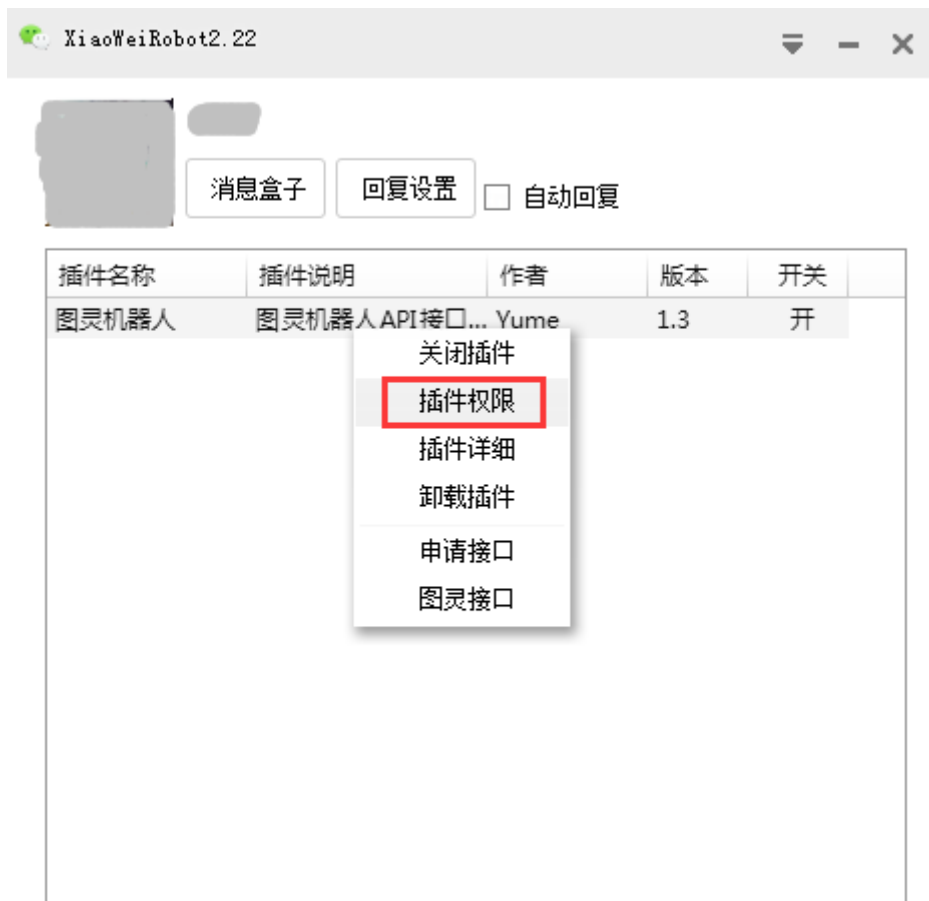 XiaoWeiRobot2.22
消息盒子 回复设置 自动回复
插件名称 插件说明 作者 版本 开关
图灵机器人 图灵机器人API接口... Yume 1.3 开
关闭插件
插件权限
插件详细
卸载插件
申请接口
图灵接口